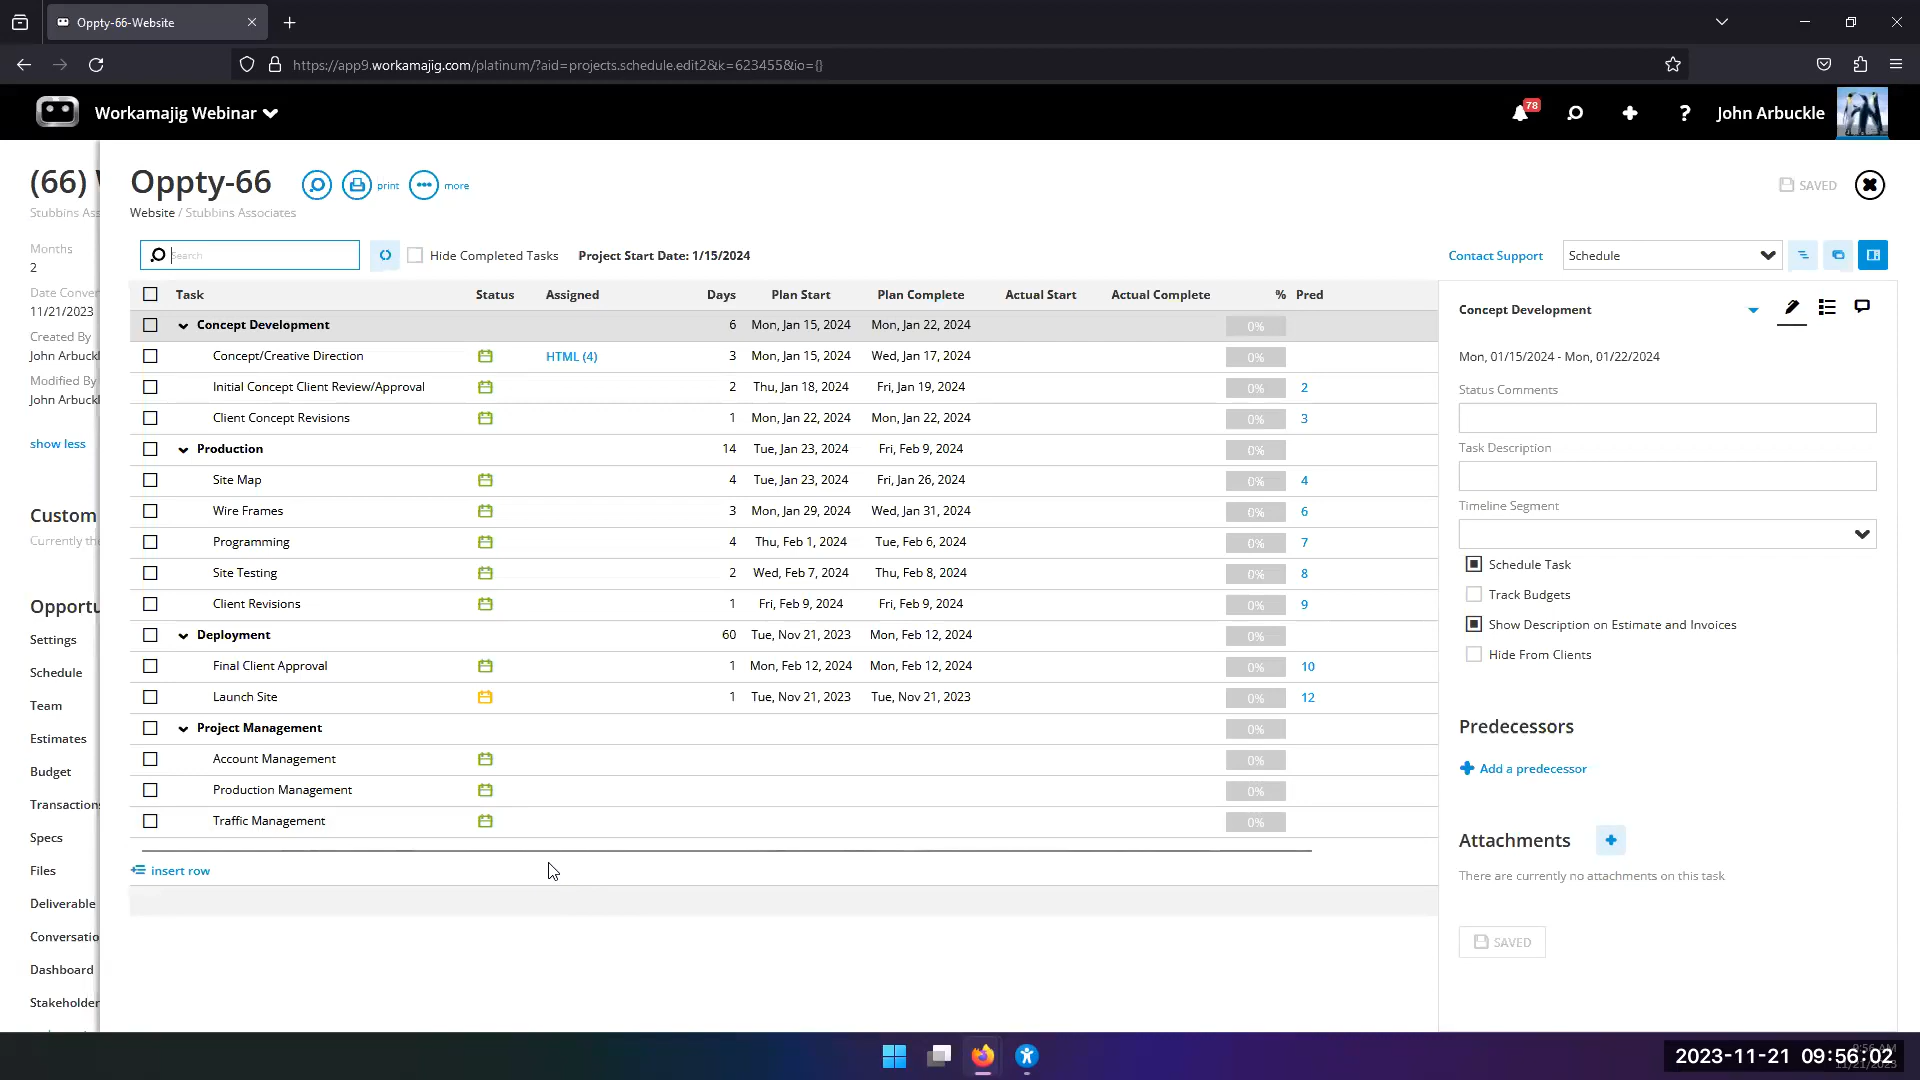 Oppty-66-Website
https://app9.workamajig.com/platinum/?aid=projects.schedule.edit2&k=623455&io={}
Workamajig Webinar
78
John Arbuckle
(66)
Stubbins Ass
Months
2
Date Conver
11/21/2023
Created By
John Arbuckl
Modified By
John Arbuckl
show less
Custom
Currently the
Opportu
Settings
Schedule
Team
Estimates
Budget
Transactions
Specs
Files
Deliverable
Conversatio
Dashboard
Stakeholder
Oppty-66
print
more
SAVED
Website / Stubbins Associates
Search
Hide Completed Tasks
Project Start Date: 1/15/2024
Contact Support
Schedule
Task Status Assigned Days Plan Start Plan Complete Actual Start Actual Complete % Pred
Concept Development 6 Mon, Jan 15, 2024 Mon, Jan 22, 2024 0%
Concept/Creative Direction HTML (4) 3 Mon, Jan 15, 2024 Wed, Jan 17, 2024 0%
Initial Concept Client Review/Approval 2 Thu, Jan 18, 2024 Fri, Jan 19, 2024 0% 2
Client Concept Revisions 1 Mon, Jan 22, 2024 Mon, Jan 22, 2024 0% 3
Production 14 Tue, Jan 23, 2024 Fri, Feb 9, 2024 0%
Site Map 4 Tue, Jan 23, 2024 Fri, Jan 26, 2024 0% 4
Wire Frames 3 Mon, Jan 29, 2024 Wed, Jan 31, 2024 0% 6
Programming 4 Thu, Feb 1, 2024 Tue, Feb 6, 2024 0% 7
Site Testing 2 Wed, Feb 7, 2024 Thu, Feb 8, 2024 0% 8
Client Revisions 1 Fri, Feb 9, 2024 Fri, Feb 9, 2024 0% 9
Deployment 60 Tue, Nov 21, 2023 Mon, Feb 12, 2024 0%
Final Client Approval 1 Mon, Feb 12, 2024 Mon, Feb 12, 2024 0% 10
Launch Site 1 Tue, Nov 21, 2023 Tue, Nov 21, 2023 0% 12
Project Management 0%
Account Management 0%
Production Management 0%
Traffic Management 0%
insert row
Concept Development
Mon, 01/15/2024 - Mon, 01/22/2024
Status Comments
Task Description
Timeline Segment
Schedule Task
Track Budgets
Show Description on Estimate and Invoices
Hide From Clients
Predecessors
Add a predecessor
Attachments
There are currently no attachments on this task
SAVED
2023-11-21 09:56:02